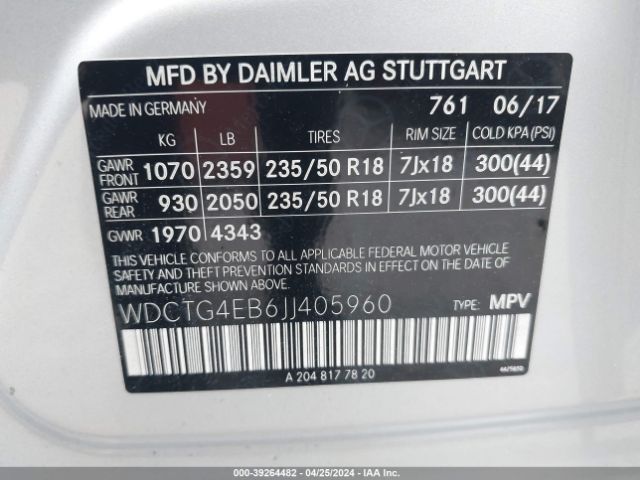 MFD BY DAIMLER AG STUTTGART
MADE IN GERMANY 761 06/17
KG LB TIRES RIM SIZE COLD KPA (PSI)
GAWR FRONT 1070 2359 235/50 R18 7Jx18 300(44)
GAWR REAR 930 2050 235/50 R18 7Jx18 300(44)
GVWR 1970 4343
THIS VEHICLE CONFORMS TO ALL APPLICABLE FEDERAL MOTOR VEHICLE
SAFETY AND THEFT PREVENTION STANDARDS IN EFFECT ON THE DATE OF
MANUFACTURE SHOWN ABOVE.
WDCTG4EB6JJ405960 TYPE: MPV
A 204 817 78 20
000-39264482 - 04/25/2024 - IAA Inc.